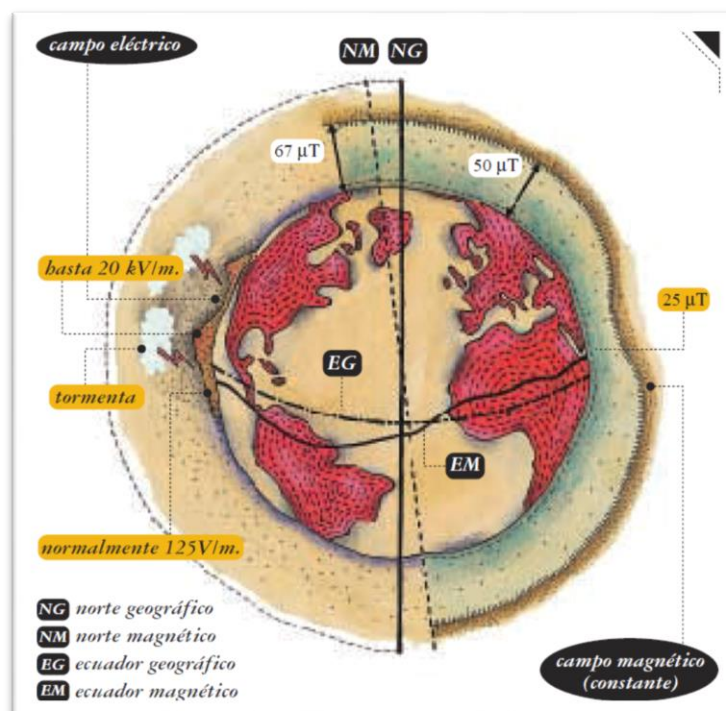 campo eléctrico
NM NG
67 µT
50 µT
hasta 20 kV/m.
25 µT
EG
tormenta
EM
normalmente 125V/m.
NG norte geográfico
NM norte magnético
EG ecuador geográfico
EM ecuador magnético
campo magnético
(constante)